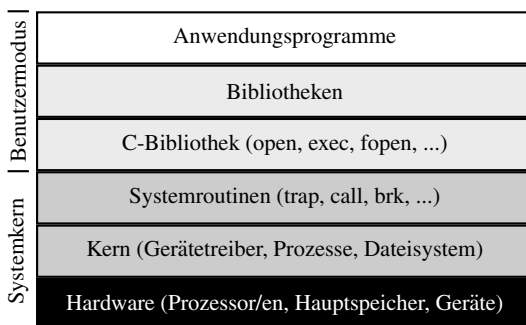 Benutzermodus
Anwendungsprogramme
Bibliotheken
C-Bibliothek (open, exec, fopen, ...)
Systemkern
Systemroutinen (trap, call, brk, ...)
Kern (Gerätetreiber, Prozesse, Dateisystem)
Hardware (Prozessor/en, Hauptspeicher, Geräte)